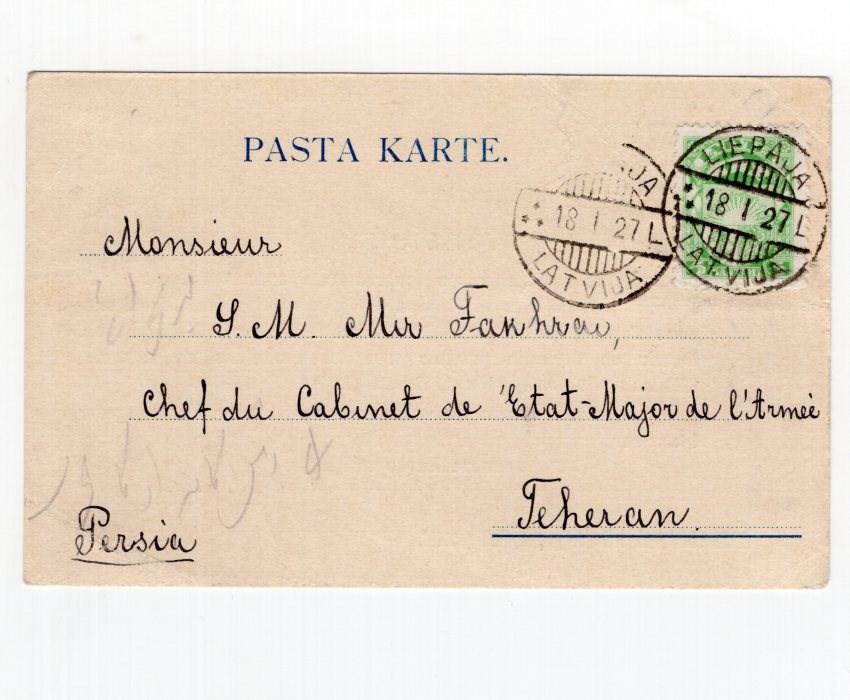 PASTA KARTE.
LIEPAJA
18 I 27 L
LATVIJA
18 I 27 L
LATVIJA
Monsieur
S. M. Mir Fakhrai,
Chef du Cabinet de 'Etat-Major de l'Armée
Teheran.
Persia